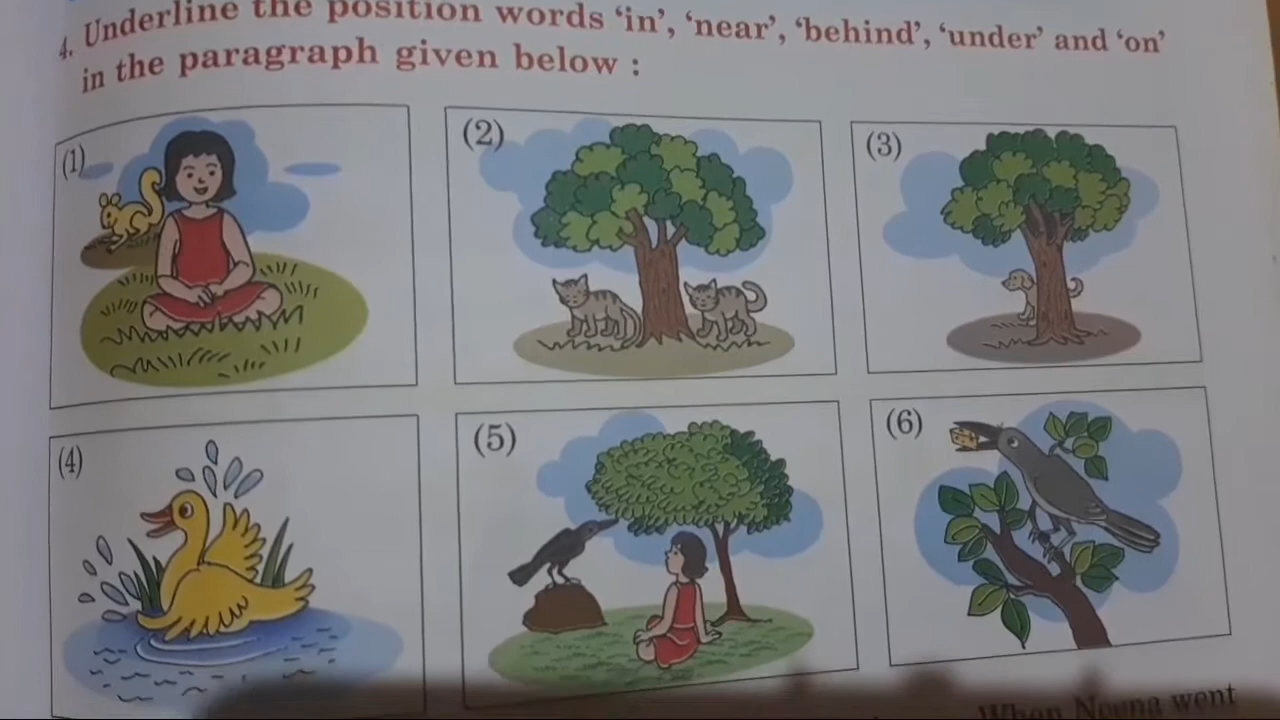 4. Underline the position words ‘in’, ‘near’, ‘behind’, ‘under’ and ‘on’
in the paragraph given below :
(1)
(2)
(3)
(4)
(5)
(6)
When Neena went